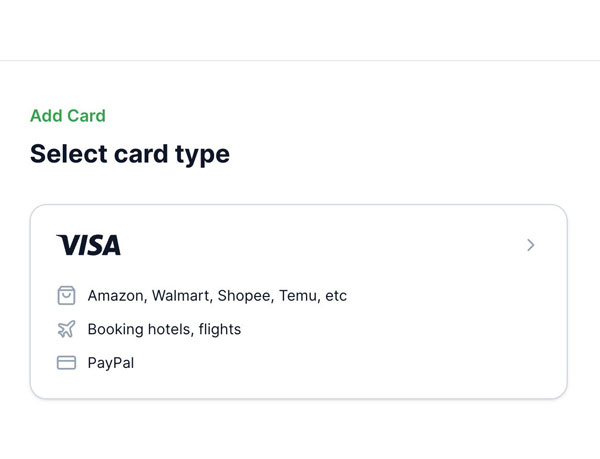 Add Card
Select card type
VISA
Amazon, Walmart, Shopee, Temu, etc
Booking hotels, flights
PayPal